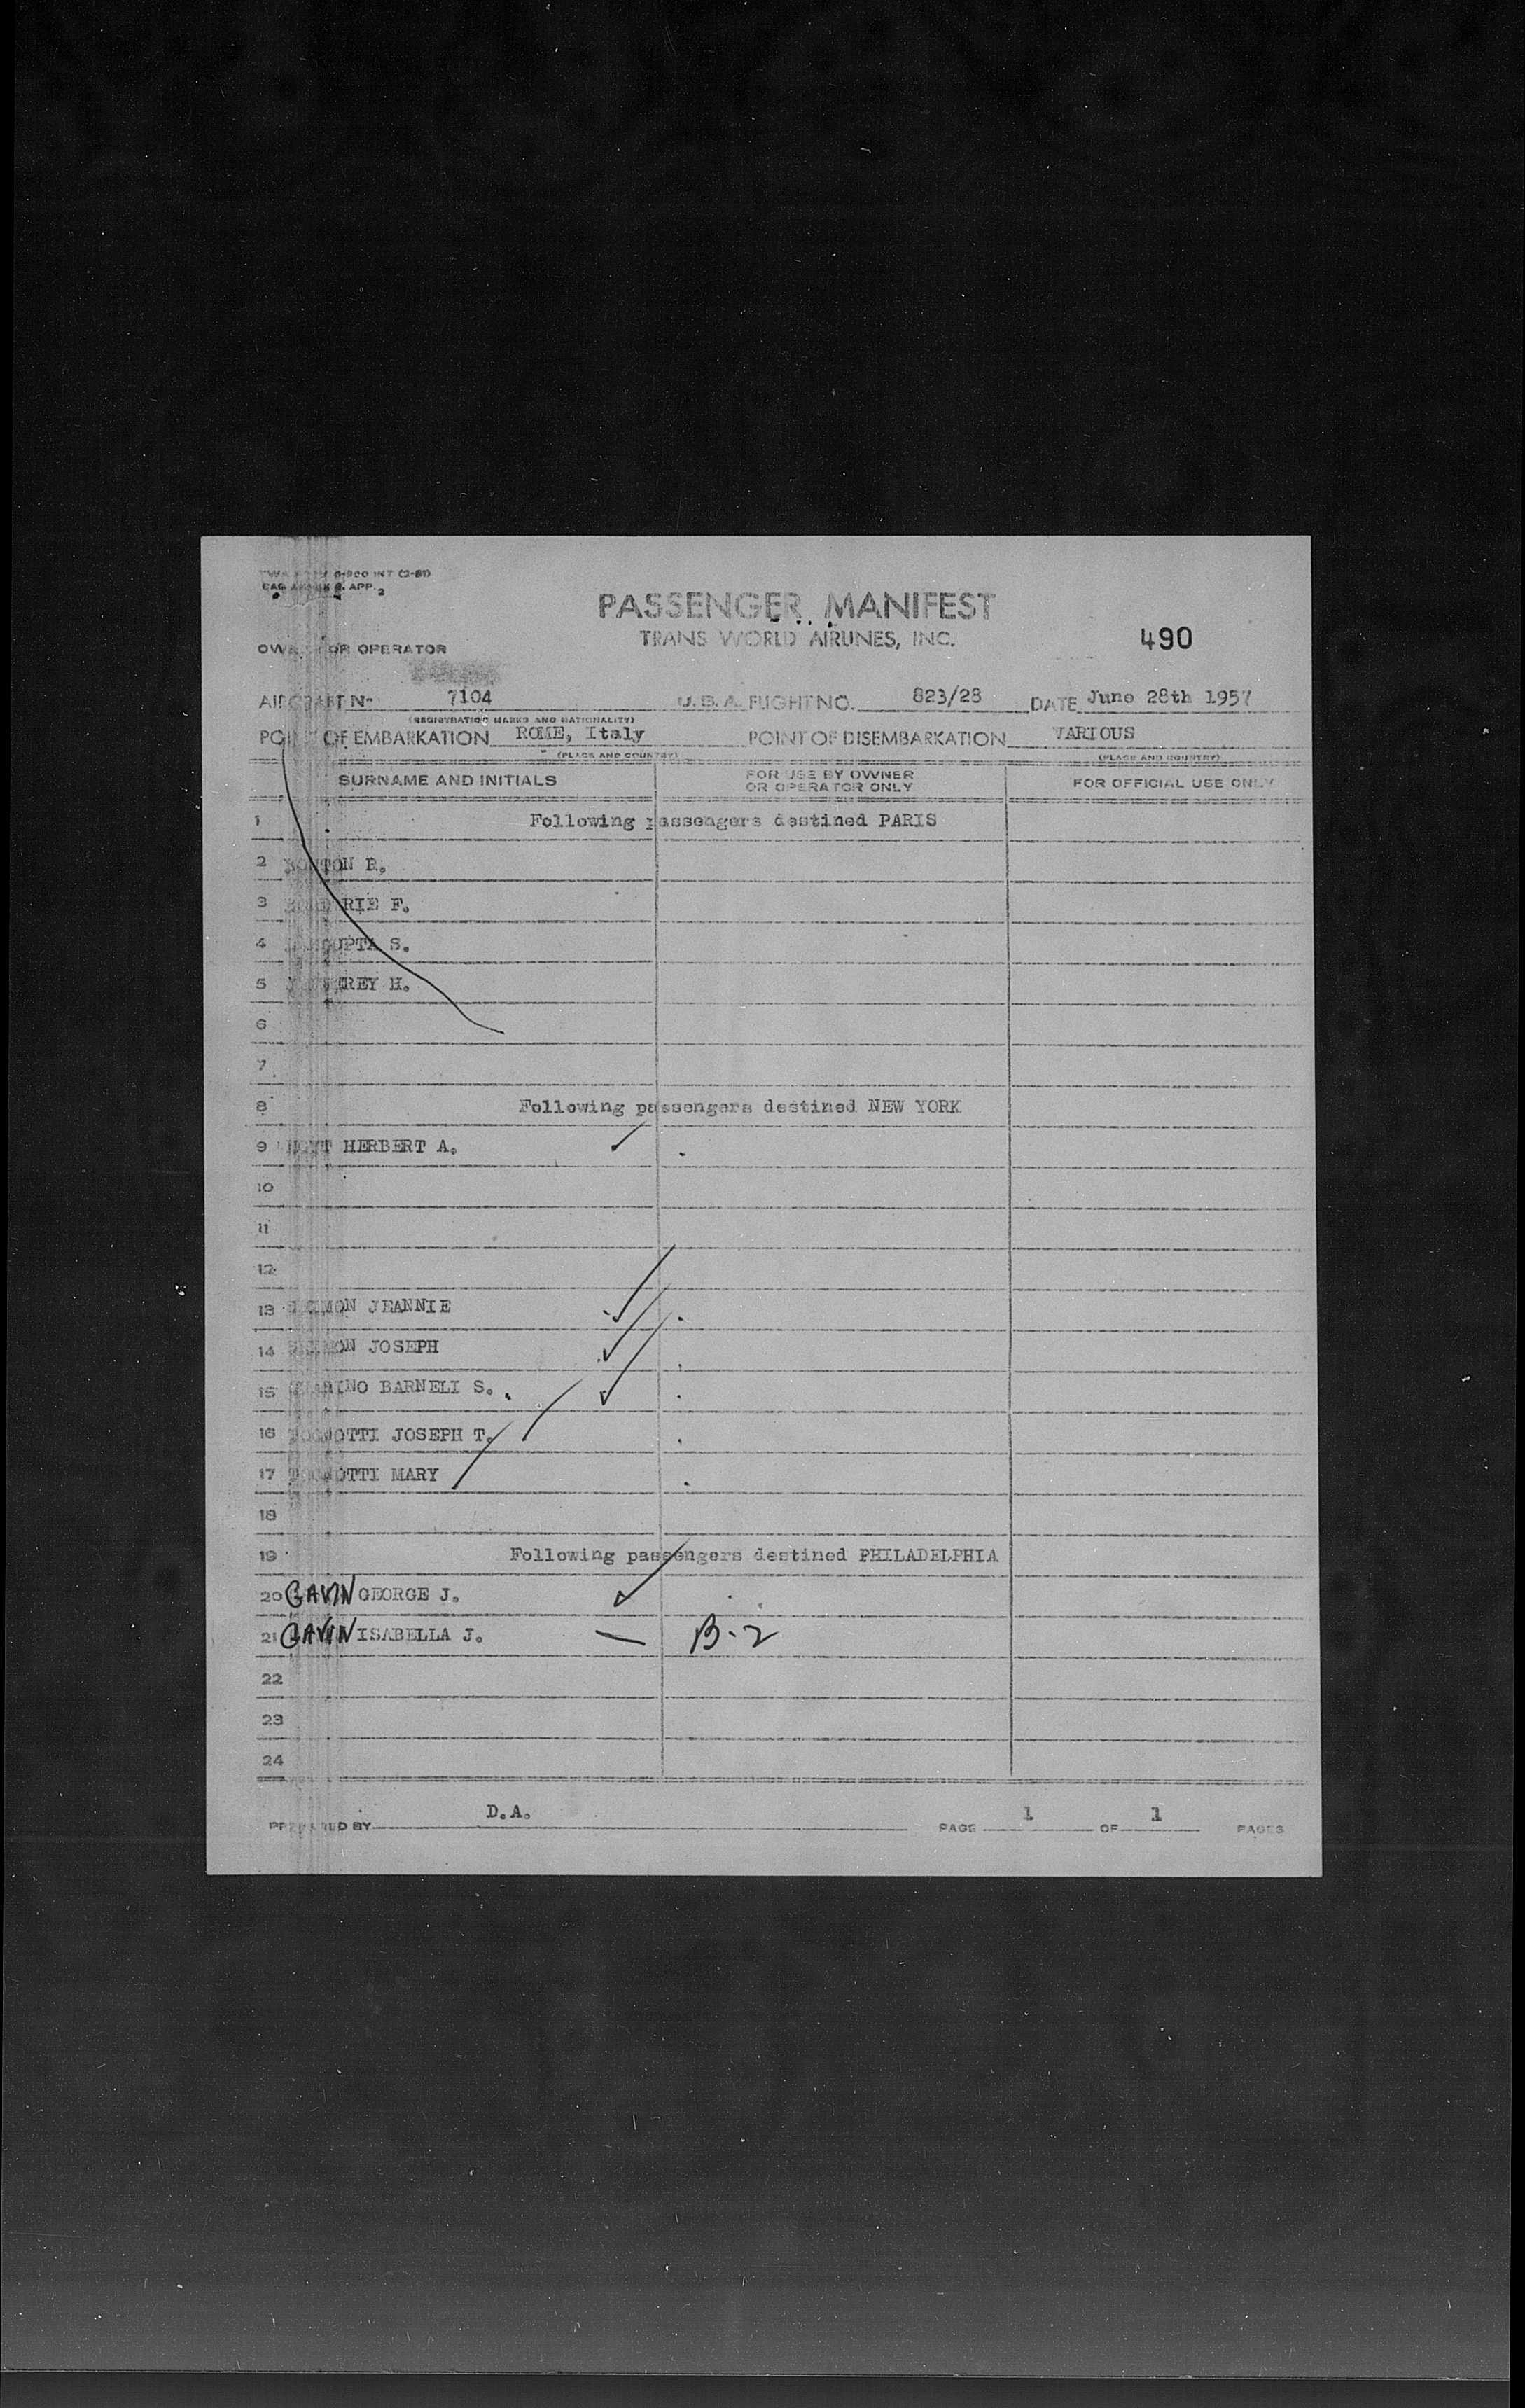 PASSENGER MANIFEST
TRANS WORLD AIRLINES, INC.
490
OR OPERATOR
AIRCRAFT No 7104 U.S.A. FLIGHT NO. 823/28 DATE June 28th 1957
(REGISTRATION MARKS AND NATIONALITY)
POINT OF EMBARKATION ROME, Italy POINT OF DISEMBARKATION VARIOUS
(PLACE AND COUNTRY) (PLACE AND COUNTRY)
SURNAME AND INITIALS FOR USE BY OWNER OR OPERATOR ONLY FOR OFFICIAL USE ONLY
1 Following passengers destined PARIS
2 R.
3 F.
4 S.
5 H.
6
7
8 Following passengers destined NEW YORK
9 HERBERT A.
10
11
12
13 JEANNIE
14 JOSEPH
15 BARNELI S.
16 JOSEPH T.
17 MARY
18
19 Following passengers destined PHILADELPHIA
20 GAVIN GEORGE J.
21 GAVIN ISABELLA J. B-2
22
23
24
PREPARED BY D.A. PAGE 1 OF 1 PAGES